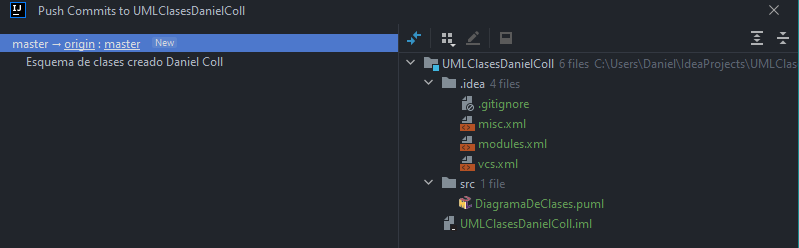 IJ Push Commits to UMLClasesDanielColl
master → origin : master New
Esquema de clases creado Daniel Coll
UMLClasesDanielColl 6 files C:\Users\Daniel\IdeaProjects\UMLClas
.idea 4 files
.gitignore
misc.xml
modules.xml
vcs.xml
src 1 file
DiagramaDeClases.puml
UMLClasesDanielColl.iml